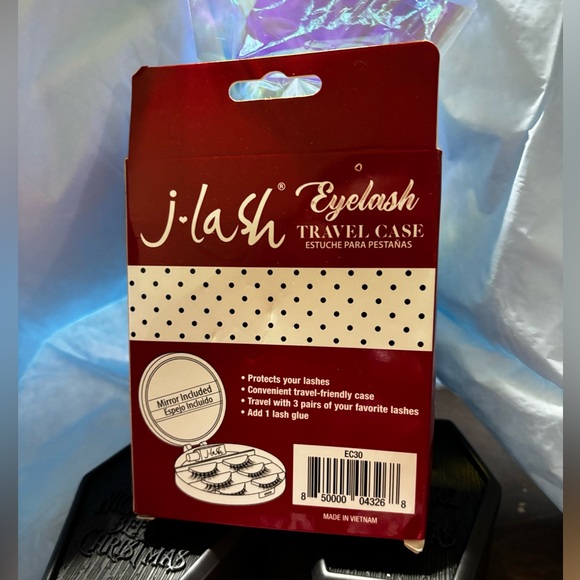 j·lash®
Eyelash
TRAVEL CASE
ESTUCHE PARA PESTAÑAS
Mirror Included
Espejo Incluido
• Protects your lashes
• Convenient travel-friendly case
• Travel with 3 pairs of your favorite lashes
• Add 1 lash glue
J·lash
EC30
8 50000 04326 8
MADE IN VIETNAM
CHRISTMAS